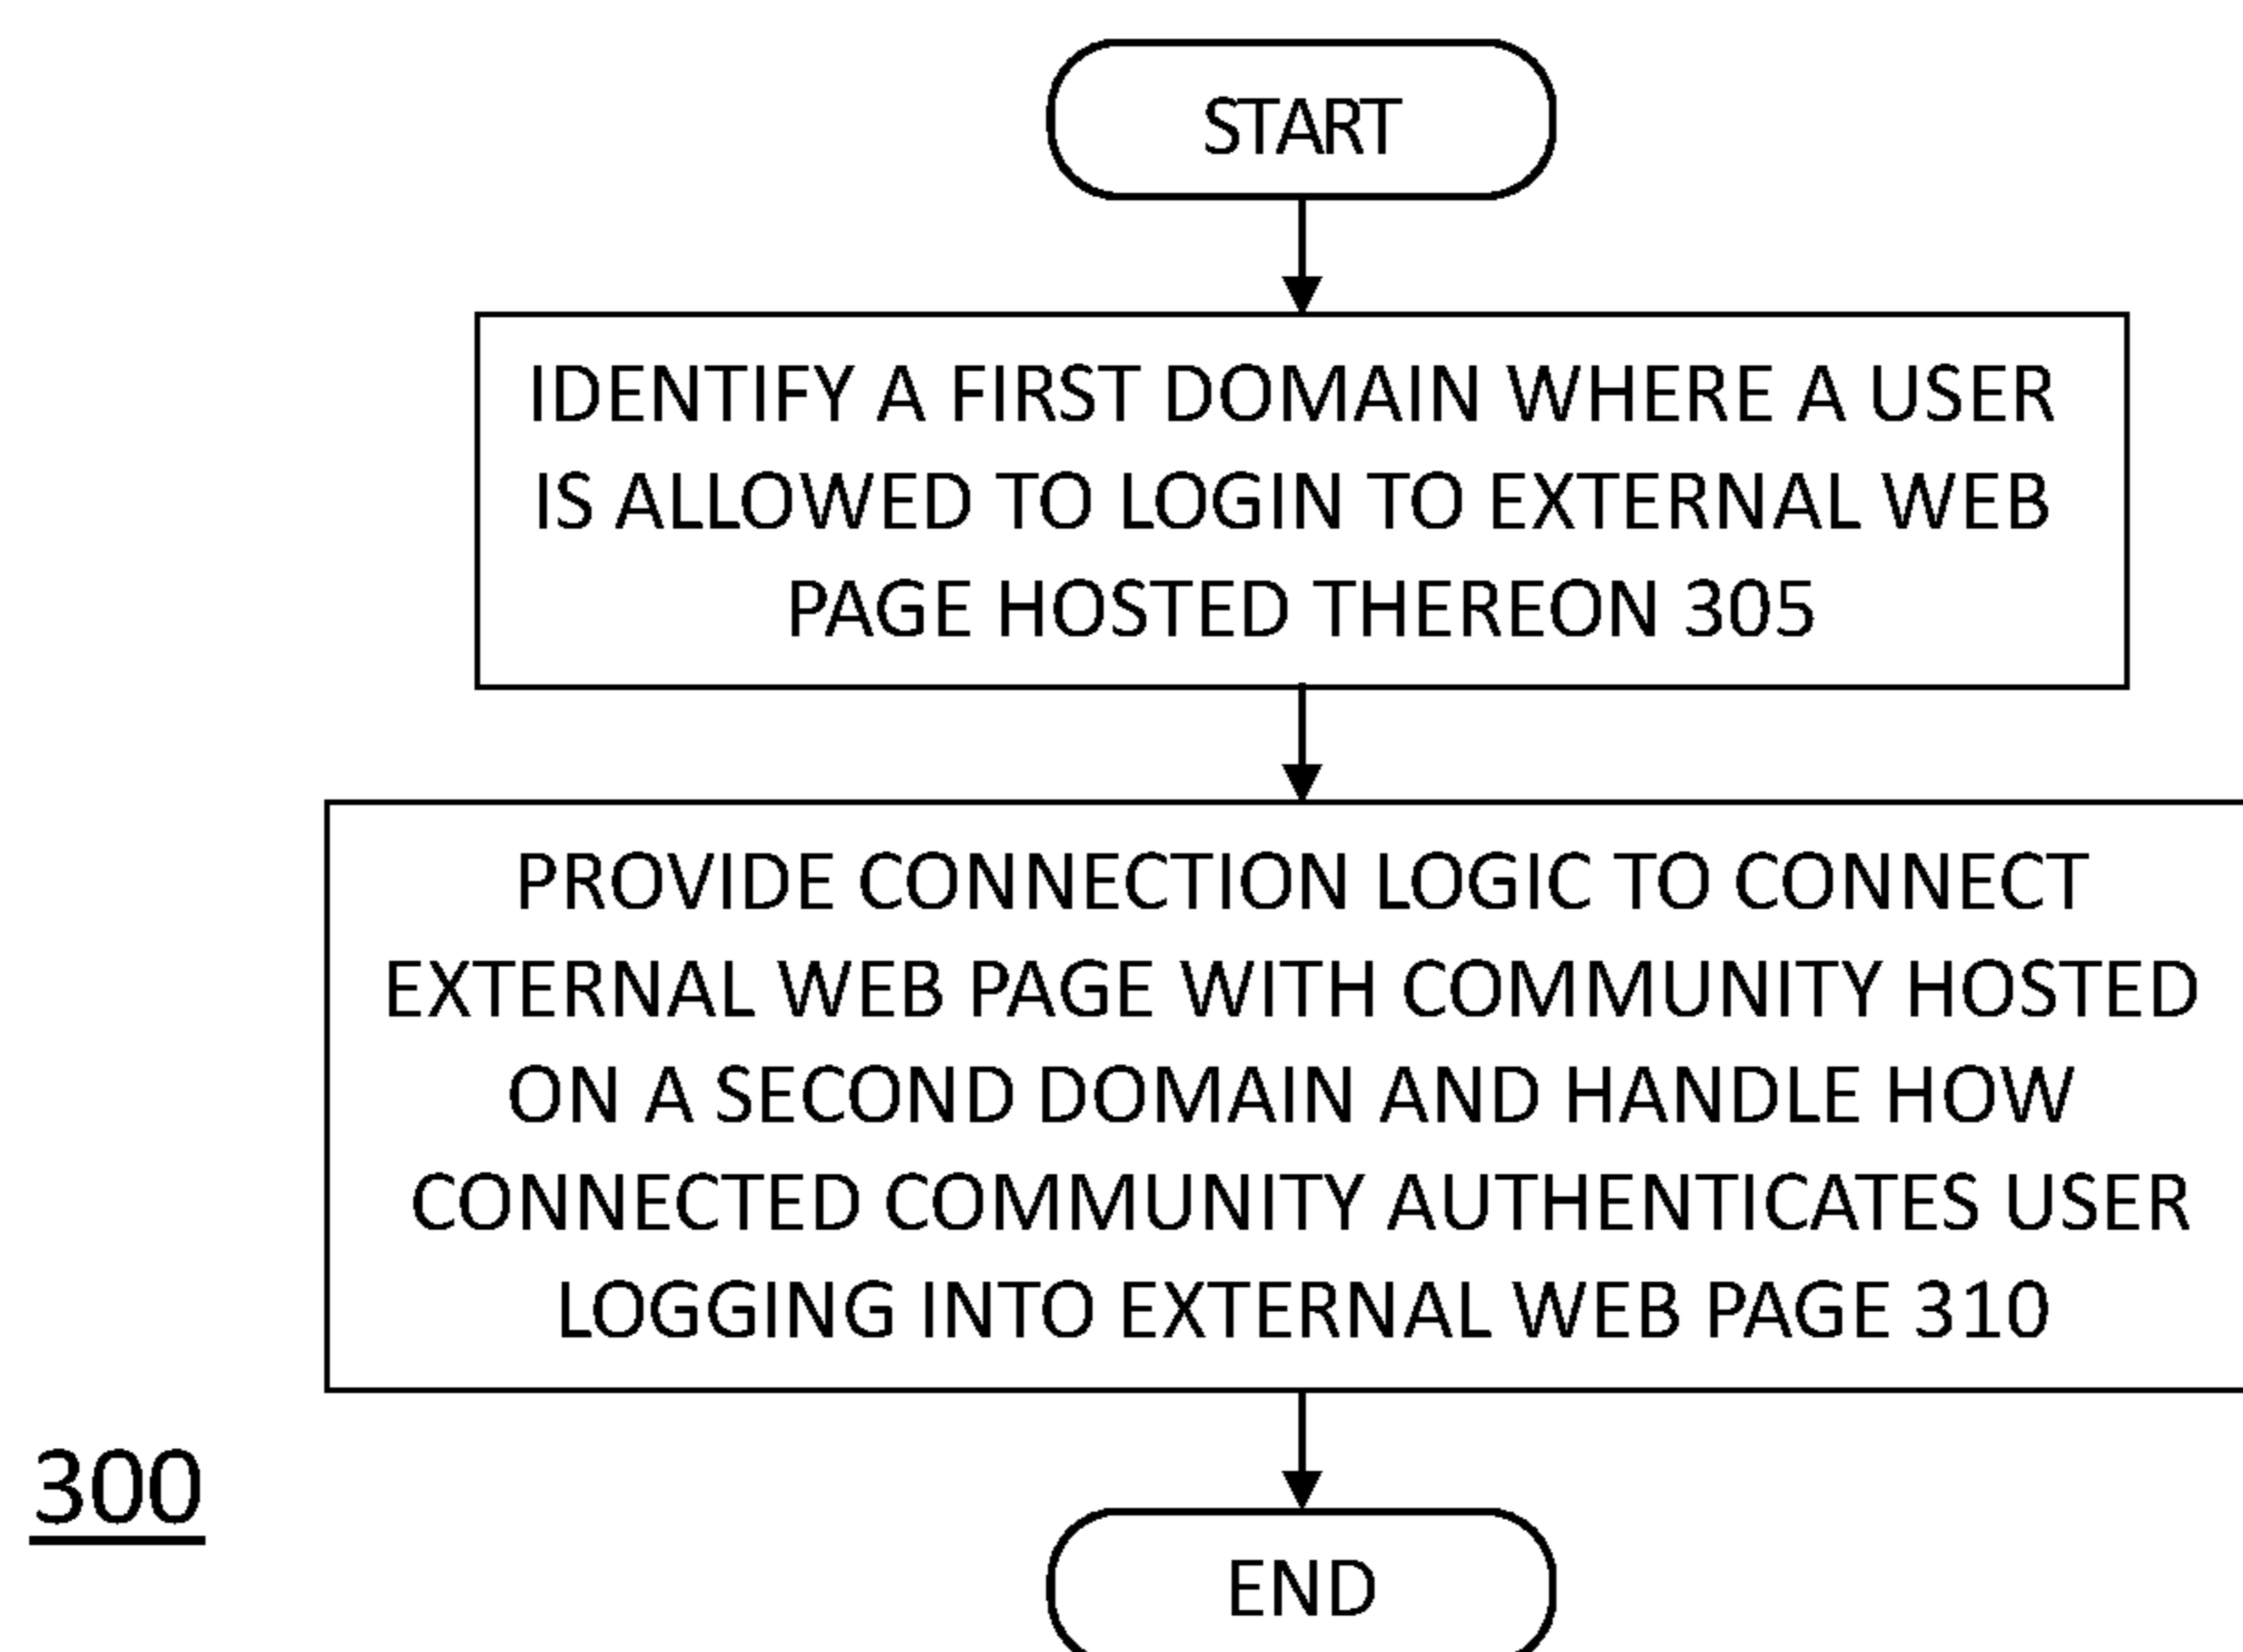 START
IDENTIFY A FIRST DOMAIN WHERE A USER
IS ALLOWED TO LOGIN TO EXTERNAL WEB
PAGE HOSTED THEREON 305
PROVIDE CONNECTION LOGIC TO CONNECT
EXTERNAL WEB PAGE WITH COMMUNITY HOSTED
ON A SECOND DOMAIN AND HANDLE HOW
CONNECTED COMMUNITY AUTHENTICATES USER
LOGGING INTO EXTERNAL WEB PAGE 310
300
END